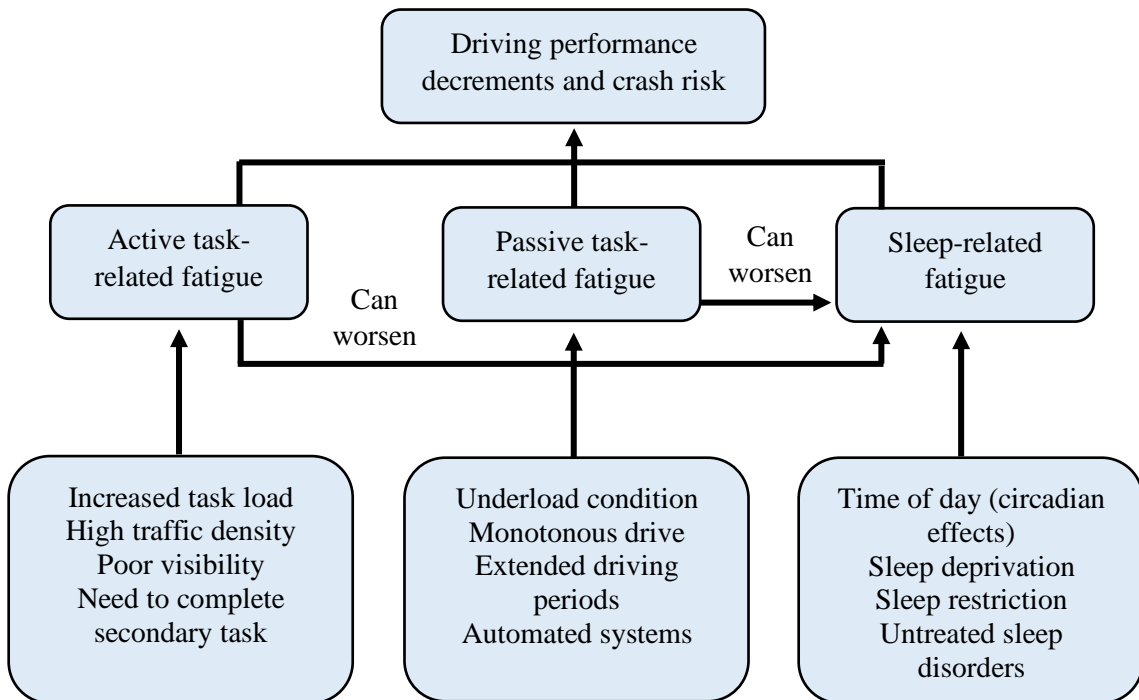 Driving performance
decrements and crash risk
Active task-
related fatigue
Passive task-
related fatigue
Can
worsen
Sleep-related
fatigue
Can
worsen
Increased task load
High traffic density
Poor visibility
Need to complete
secondary task
Underload condition
Monotonous drive
Extended driving
periods
Automated systems
Time of day (circadian
effects)
Sleep deprivation
Sleep restriction
Untreated sleep
disorders